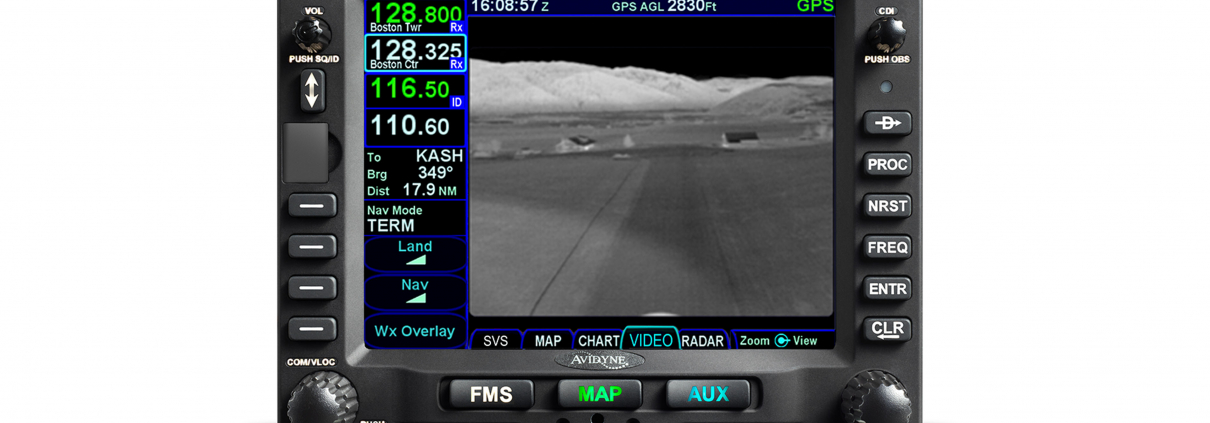 VOL
PUSH SQ/ID
128.800
Boston Twr Rx
128.325
Boston Ctr Rx
116.50
ID
110.60
To KASH
Brg 349°
Dist 17.9 NM
Nav Mode
TERM
Land
Nav
Wx Overlay
16:08:57 Z GPS AGL 2830Ft GPS
SVS MAP CHART VIDEO RADAR Zoom View
AVIDYNE
CDI
PUSH OBS
D
PROC
NRST
FREQ
ENTR
CLR
COM/VLOC
PUSH
FMS MAP AUX